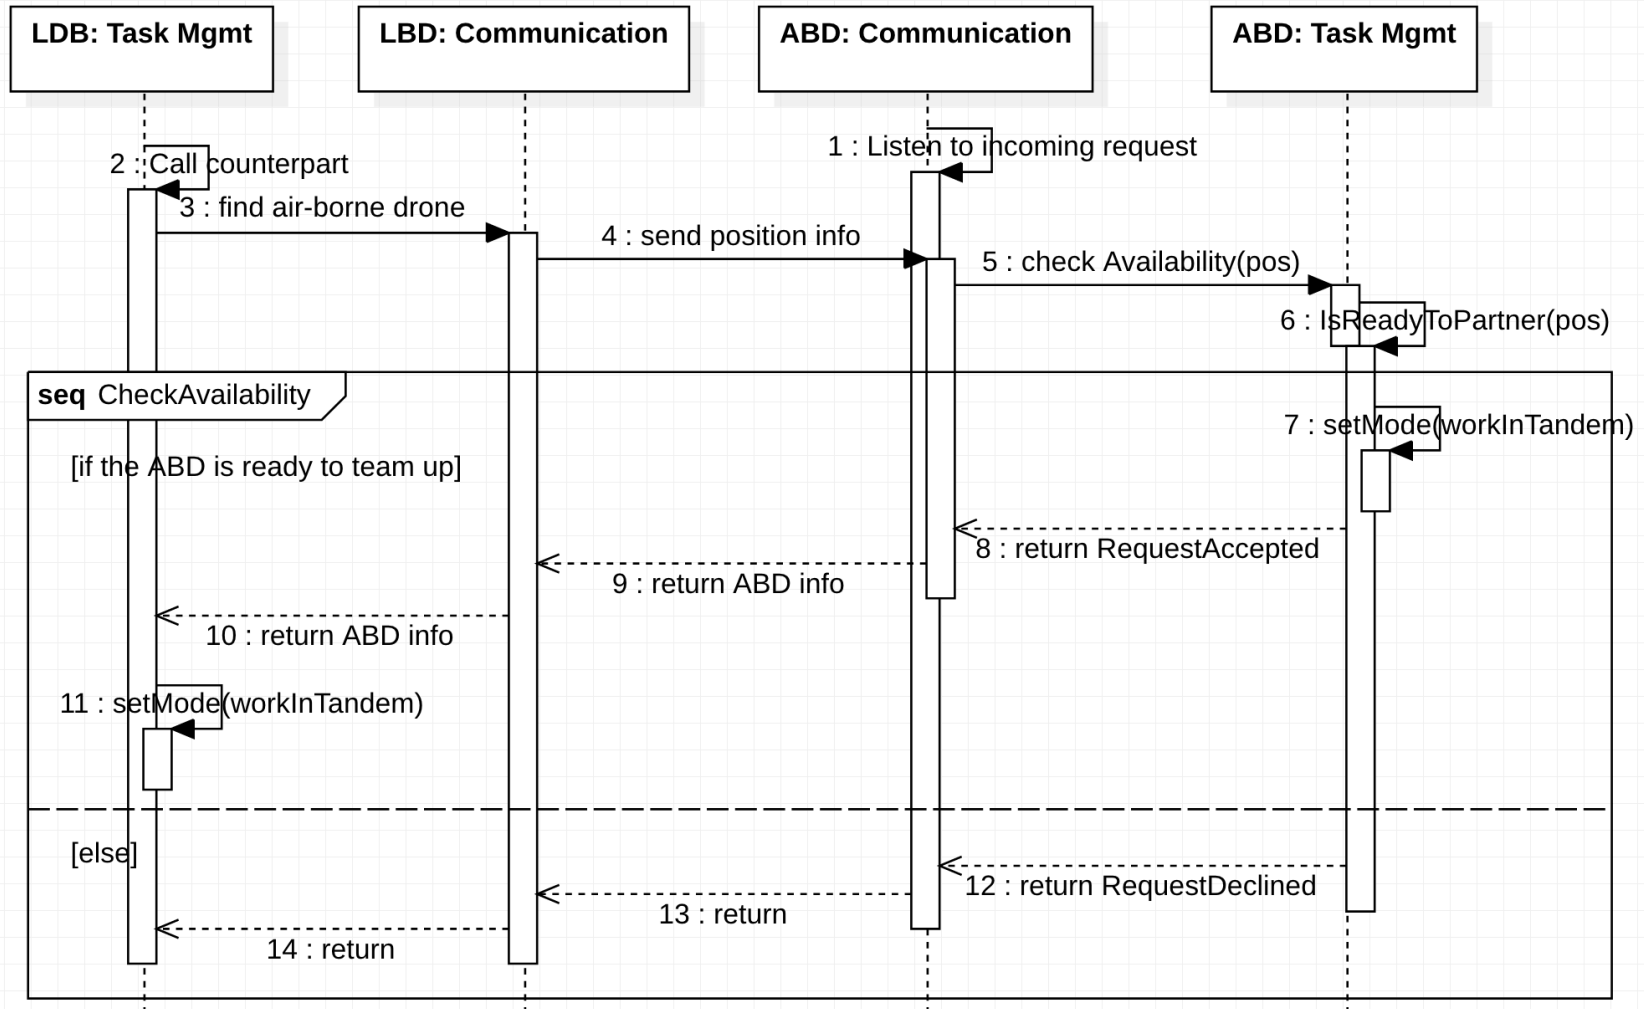 LDB: Task Mgmt
LBD: Communication
ABD: Communication
ABD: Task Mgmt
1 : Listen to incoming request
2 : Call counterpart
3 : find air-borne drone
4 : send position info
5 : check Availability(pos)
6 : IsReadyToPartner(pos)
seq CheckAvailability
7 : setMode(workInTandem)
[if the ABD is ready to team up]
8 : return RequestAccepted
9 : return ABD info
10 : return ABD info
11 : setMode(workInTandem)
[else]
12 : return RequestDeclined
13 : return
14 : return